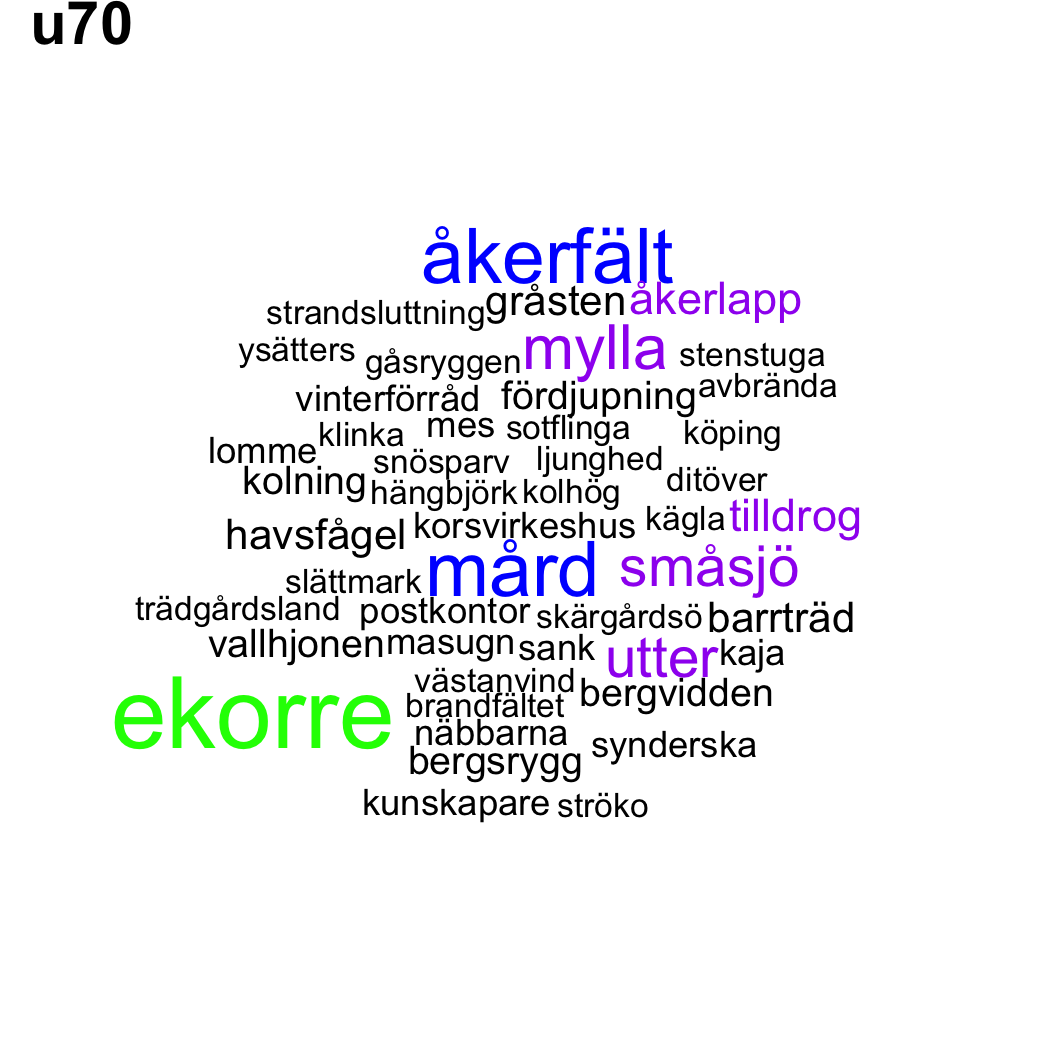 u70
åkerfält
strandsluttning gråsten åkerlapp
ysätters gåsryggen mylla stenstuga
vinterförråd fördjupning avbrända
lomme klinka mes sotflinga köping
kolning snösparv ljunghed ditöver
hängbjörk kolhög
havsfågel korsvirkeshus kägla tilldrog
slättmark mård småsjö
trädgårdsland postkontor skärgårdsö barrträd
vallhjonen masugn sank utter kaja
västanvind bergvidden
ekorre brandfältet
näbbarna synderska
bergsrygg
kunskapare ströko